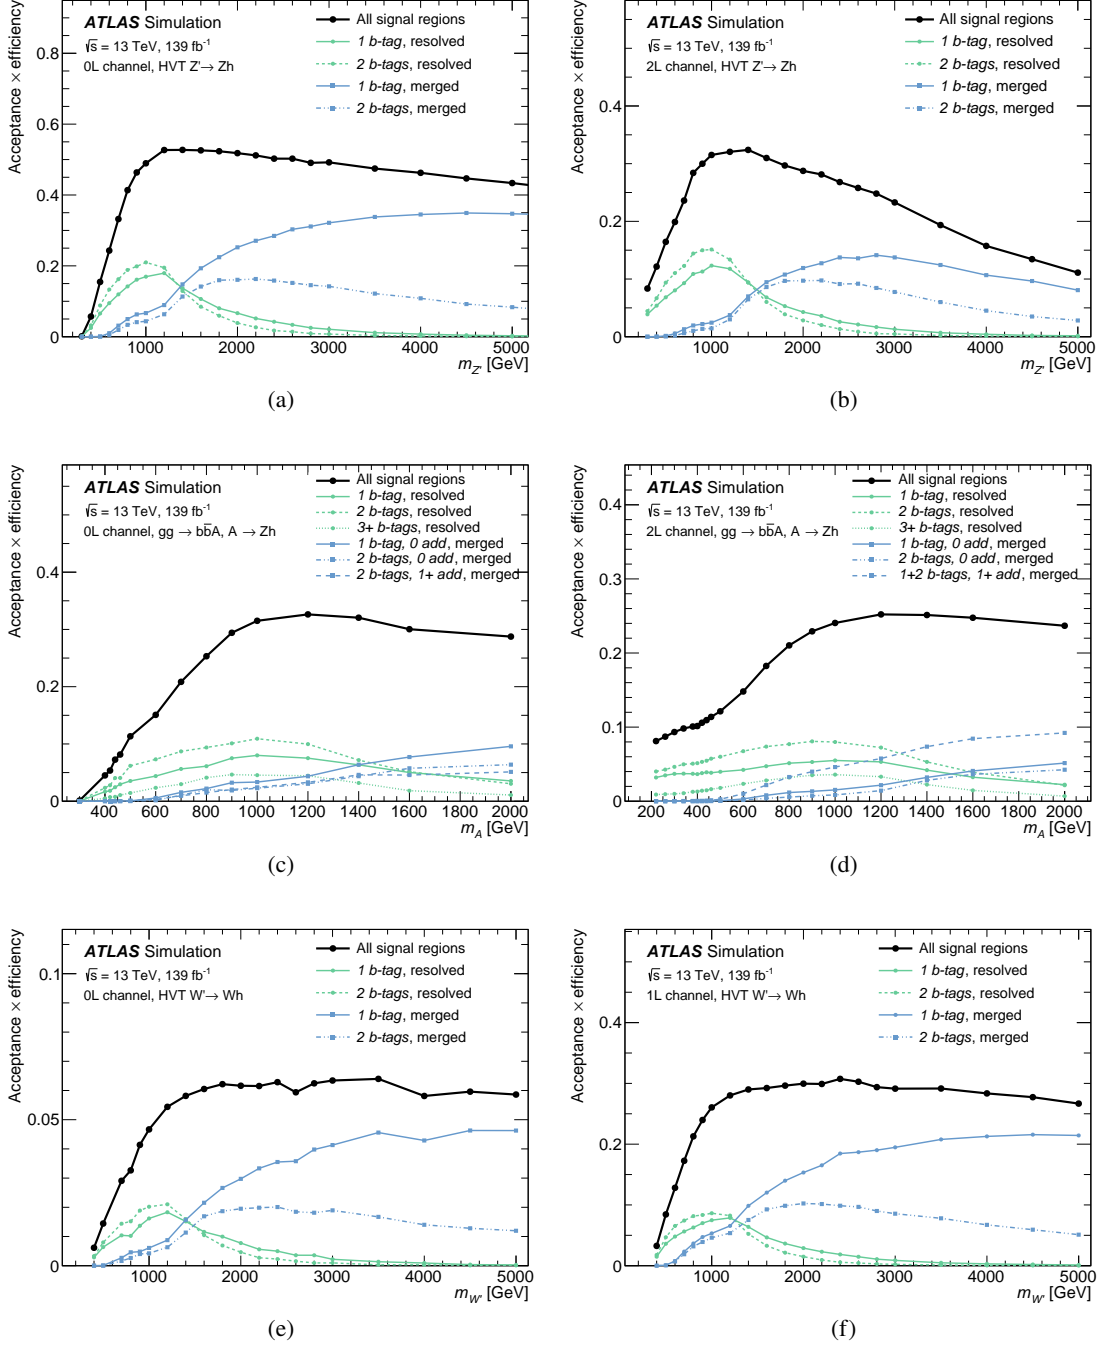 ATLAS Simulation
√s = 13 TeV, 139 fb⁻¹
0L channel, HVT Z'→ Zh
All signal regions
1 b-tag, resolved
2 b-tags, resolved
1 b-tag, merged
2 b-tags, merged
Acceptance × efficiency
0.8
0.6
0.4
0.2
0
1000 2000 3000 4000 5000
m_Z' [GeV]
(a)
ATLAS Simulation
√s = 13 TeV, 139 fb⁻¹
2L channel, HVT Z'→ Zh
All signal regions
1 b-tag, resolved
2 b-tags, resolved
1 b-tag, merged
2 b-tags, merged
Acceptance × efficiency
0.4
0.2
0
1000 2000 3000 4000 5000
m_Z' [GeV]
(b)
ATLAS Simulation
√s = 13 TeV, 139 fb⁻¹
0L channel, gg → bb̅A, A → Zh
All signal regions
1 b-tag, resolved
2 b-tags, resolved
3+ b-tags, resolved
1 b-tag, 0 add, merged
2 b-tags, 0 add, merged
2 b-tags, 1+ add, merged
Acceptance × efficiency
0.4
0.2
0
400 600 800 1000 1200 1400 1600 1800 2000
m_A [GeV]
(c)
ATLAS Simulation
√s = 13 TeV, 139 fb⁻¹
2L channel, gg → bb̅A, A → Zh
All signal regions
1 b-tag, resolved
2 b-tags, resolved
3+ b-tags, resolved
1 b-tag, 0 add, merged
2 b-tags, 0 add, merged
1+2 b-tags, 1+ add, merged
Acceptance × efficiency
0.4
0.3
0.2
0.1
0
200 400 600 800 1000 1200 1400 1600 1800 2000
m_A [GeV]
(d)
ATLAS Simulation
√s = 13 TeV, 139 fb⁻¹
0L channel, HVT W'→ Wh
All signal regions
1 b-tag, resolved
2 b-tags, resolved
1 b-tag, merged
2 b-tags, merged
Acceptance × efficiency
0.1
0.05
0
1000 2000 3000 4000 5000
m_W' [GeV]
(e)
ATLAS Simulation
√s = 13 TeV, 139 fb⁻¹
1L channel, HVT W'→ Wh
All signal regions
1 b-tag, resolved
2 b-tags, resolved
1 b-tag, merged
2 b-tags, merged
Acceptance × efficiency
0.4
0.2
0
1000 2000 3000 4000 5000
m_W' [GeV]
(f)